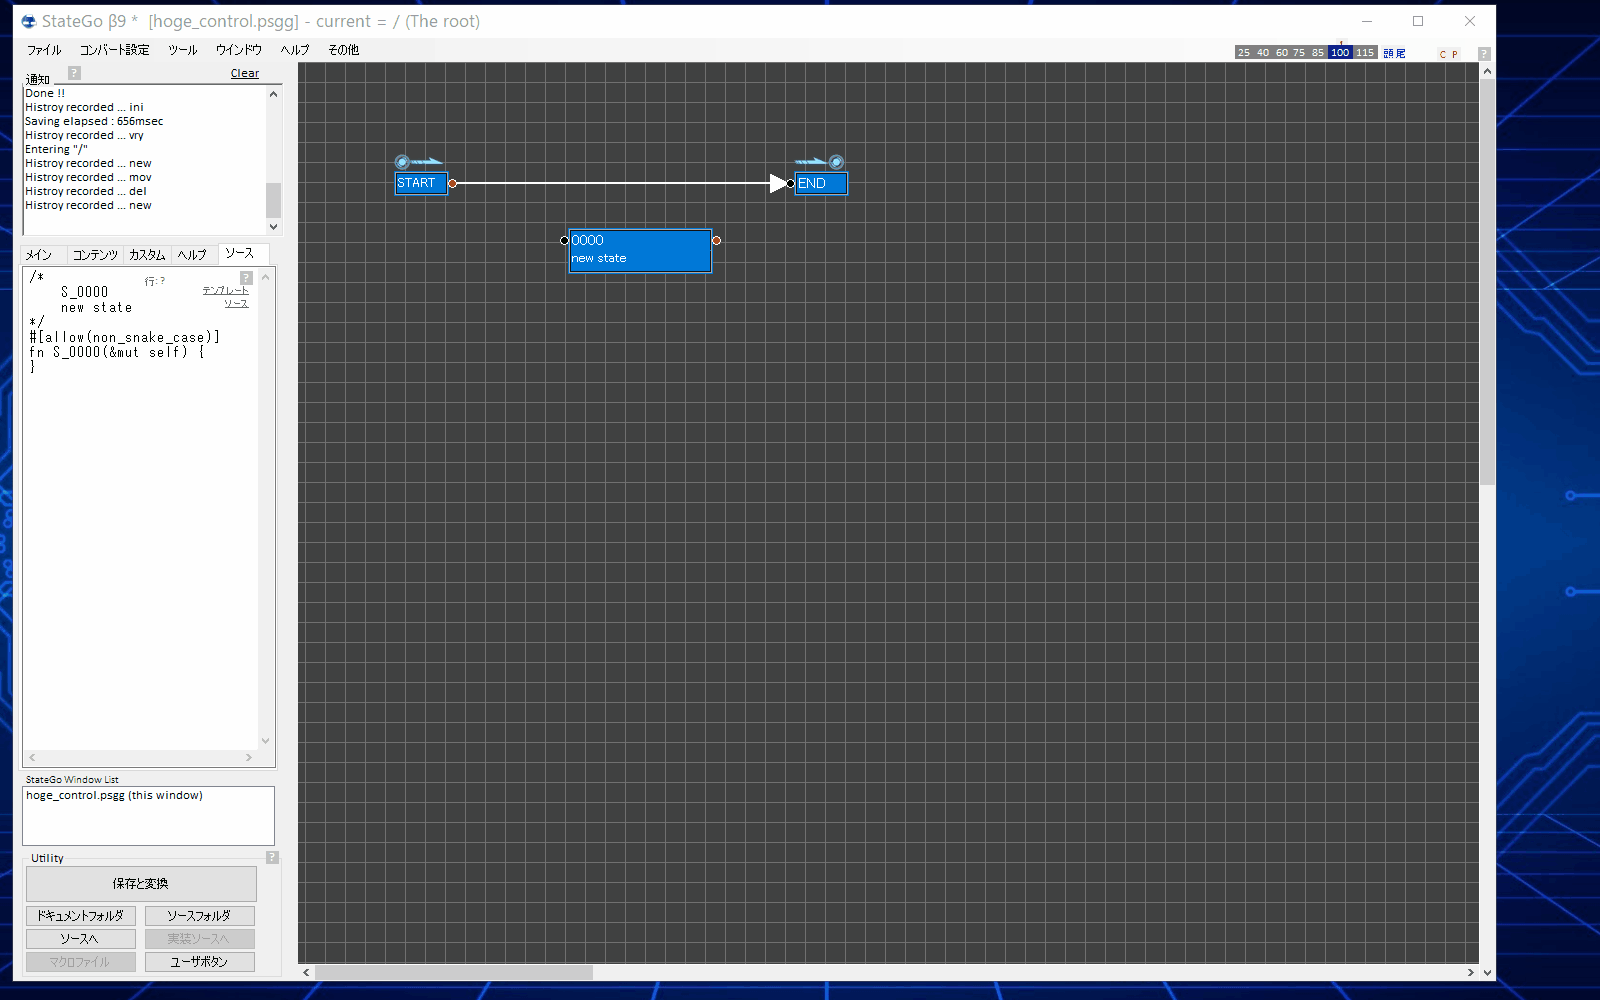 StateGo β9 * [hoge_control.psgg] - current = / (The root)
ファイル コンバート設定 ツール ウインドウ ヘルプ その他
25 40 60 75 85 100 115 頭 尾 C P ?
通知 ? Clear
Done !!
Histroy recorded ... ini
Saving elapsed : 656msec
Histroy recorded ... vry
Entering "/"
Histroy recorded ... new
Histroy recorded ... mov
Histroy recorded ... del
Histroy recorded ... new
メイン コンテンツ カスタム ヘルプ ソース
/*
行: ? ?
S_0000
テンプレート
new state
ソース
*/
#[allow(non_snake_case)]
fn S_0000(&mut self) {
}
START
END
0000
new state
StateGo Window List
hoge_control.psgg (this window)
Utility ?
保存と変換
ドキュメントフォルダ ソースフォルダ
ソースへ 実装ソースへ
マクロファイル ユーザボタン